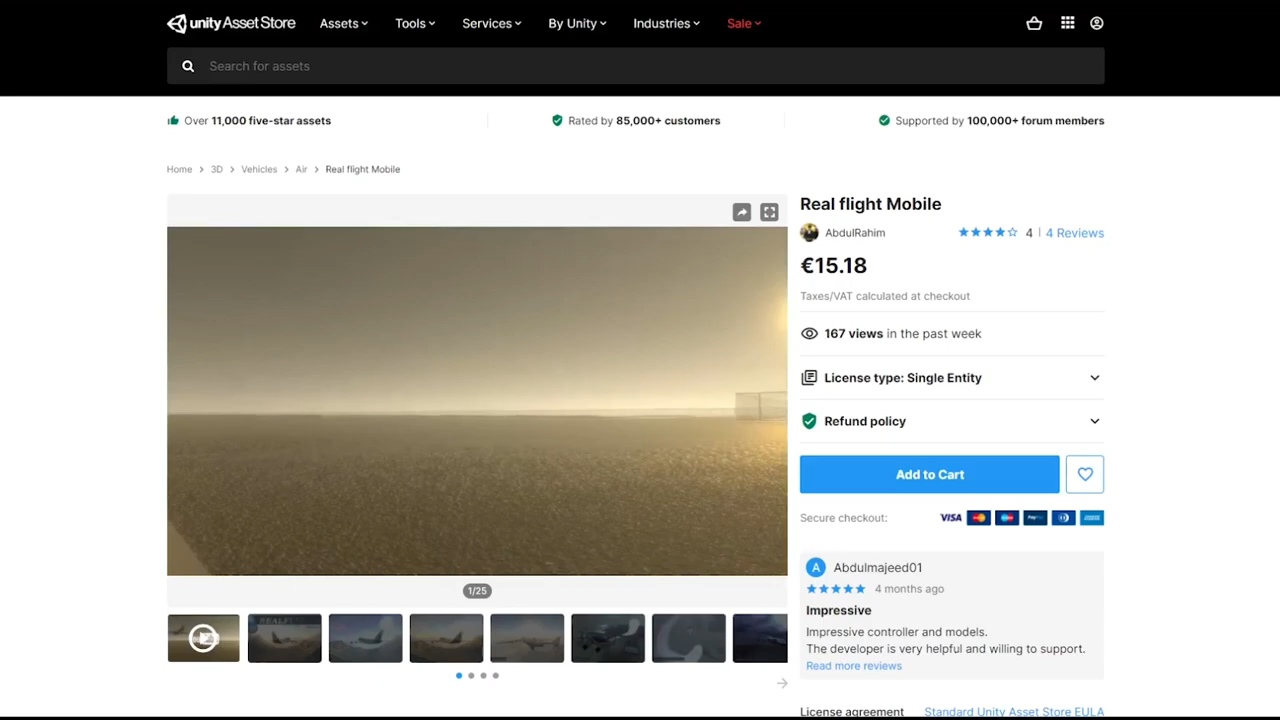 unity Asset Store
Assets
Tools
Services
By Unity
Industries
Sale
Search for assets
Over 11,000 five-star assets
Rated by 85,000+ customers
Supported by 100,000+ forum members
Home > 3D > Vehicles > Air > Real flight Mobile
Real flight Mobile
AbdulRahim
4 | 4 Reviews
€15.18
Taxes/VAT calculated at checkout
167 views in the past week
License type: Single Entity
Refund policy
Add to Cart
Secure checkout:
VISA
1/25
A Abdulmajeed01
4 months ago
Impressive
Impressive controller and models.
The developer is very helpful and willing to support.
Read more reviews
License agreement
Standard Unity Asset Store EULA